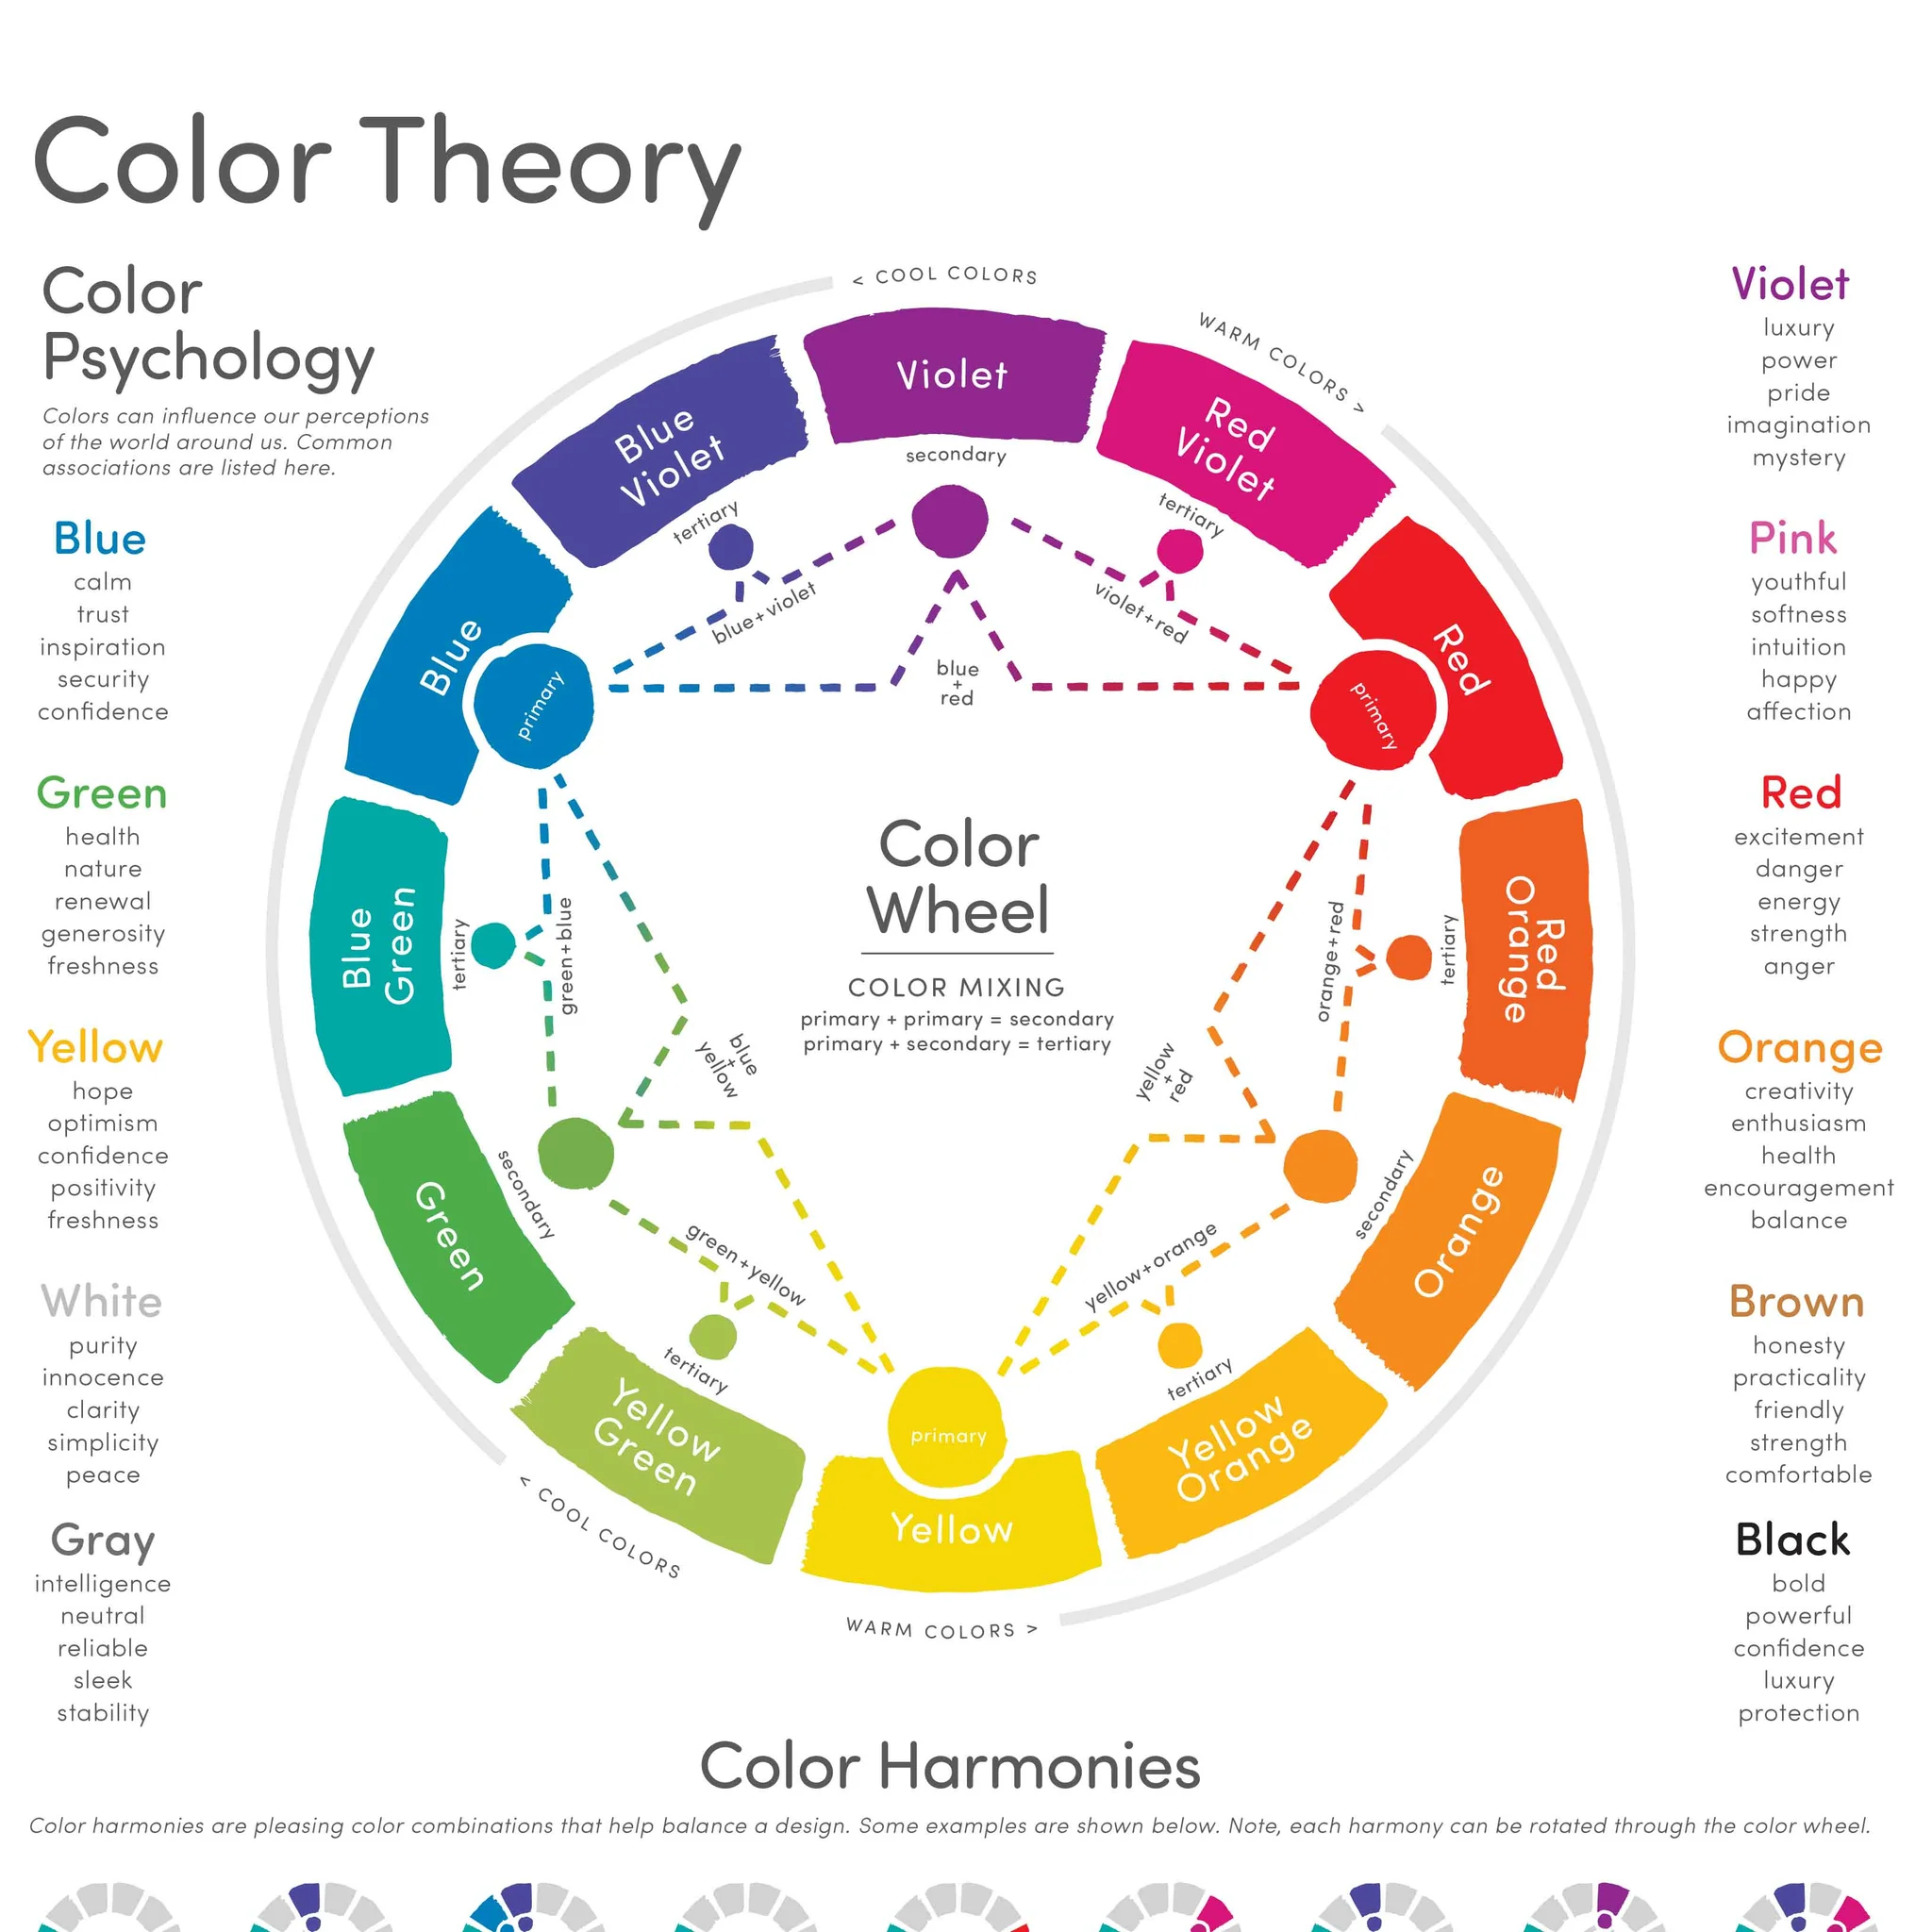 Color Theory
Color
Psychology
Colors can influence our perceptions
of the world around us. Common
associations are listed here.
Blue
calm
trust
inspiration
security
confidence
Green
health
nature
renewal
generosity
freshness
Yellow
hope
optimism
confidence
positivity
freshness
White
purity
innocence
clarity
simplicity
peace
Gray
intelligence
neutral
reliable
sleek
stability
< COOL COLORS
WARM COLORS >
Violet
secondary
Red
Violet
tertiary
violet+red
Red
primary
Red
Orange
tertiary
orange+red
Orange
secondary
yellow
+
red
Yellow
Orange
tertiary
yellow+orange
Yellow
primary
Yellow
Green
tertiary
green+yellow
Green
secondary
blue
+
yellow
Blue
Green
tertiary
green+blue
Blue
primary
Blue
Violet
tertiary
blue+violet
blue
+
red
Color
Wheel
COLOR MIXING
primary + primary = secondary
primary + secondary = tertiary
< COOL COLORS
WARM COLORS >
Violet
luxury
power
pride
imagination
mystery
Pink
youthful
softness
intuition
happy
affection
Red
excitement
danger
energy
strength
anger
Orange
creativity
enthusiasm
health
encouragement
balance
Brown
honesty
practicality
friendly
strength
comfortable
Black
bold
powerful
confidence
luxury
protection
Color Harmonies
Color harmonies are pleasing color combinations that help balance a design. Some examples are shown below. Note, each harmony can be rotated through the color wheel.